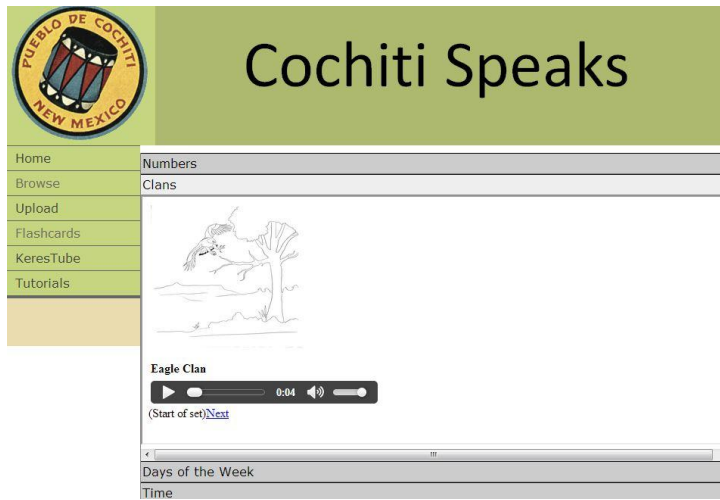 PUEBLO DE COCHITI
NEW MEXICO
Cochiti Speaks
Home
Browse
Upload
Flashcards
KeresTube
Tutorials
Numbers
Clans
Eagle Clan
0:04
(Start of set)Next
Days of the Week
Time